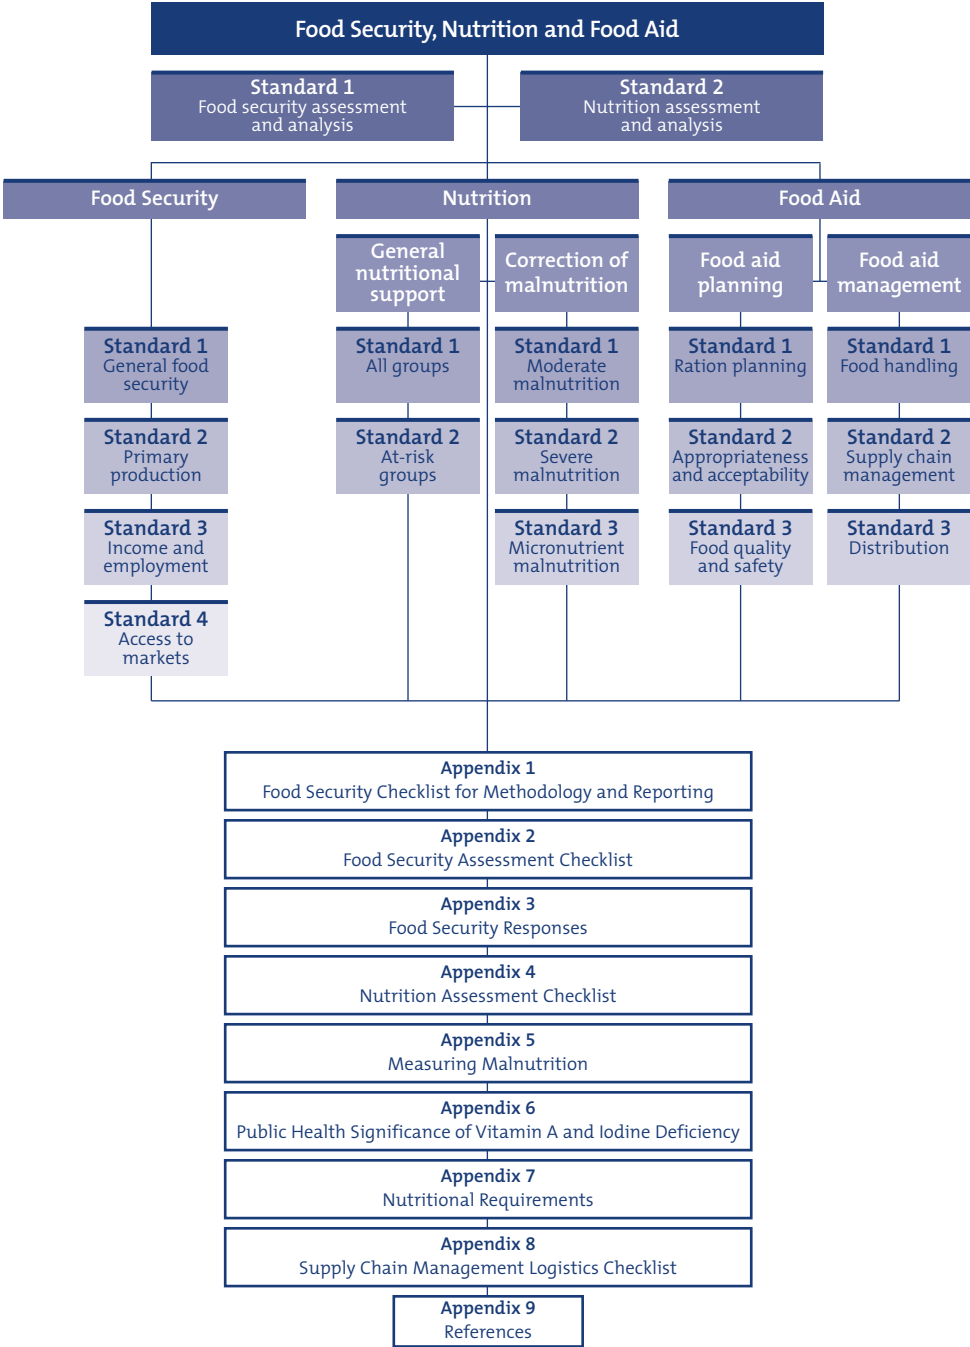 Food Security, Nutrition and Food Aid
Standard 1
Food security assessment
and analysis
Standard 2
Nutrition assessment
and analysis
Food Security
Nutrition
Food Aid
General
nutritional
support
Correction of
malnutrition
Food aid
planning
Food aid
management
Standard 1
General food
security
Standard 1
All groups
Standard 1
Moderate
malnutrition
Standard 1
Ration planning
Standard 1
Food handling
Standard 2
Primary
production
Standard 2
At-risk
groups
Standard 2
Severe
malnutrition
Standard 2
Appropriateness
and acceptability
Standard 2
Supply chain
management
Standard 3
Income and
employment
Standard 3
Micronutrient
malnutrition
Standard 3
Food quality
and safety
Standard 3
Distribution
Standard 4
Access to
markets
Appendix 1
Food Security Checklist for Methodology and Reporting
Appendix 2
Food Security Assessment Checklist
Appendix 3
Food Security Responses
Appendix 4
Nutrition Assessment Checklist
Appendix 5
Measuring Malnutrition
Appendix 6
Public Health Significance of Vitamin A and Iodine Deficiency
Appendix 7
Nutritional Requirements
Appendix 8
Supply Chain Management Logistics Checklist
Appendix 9
References